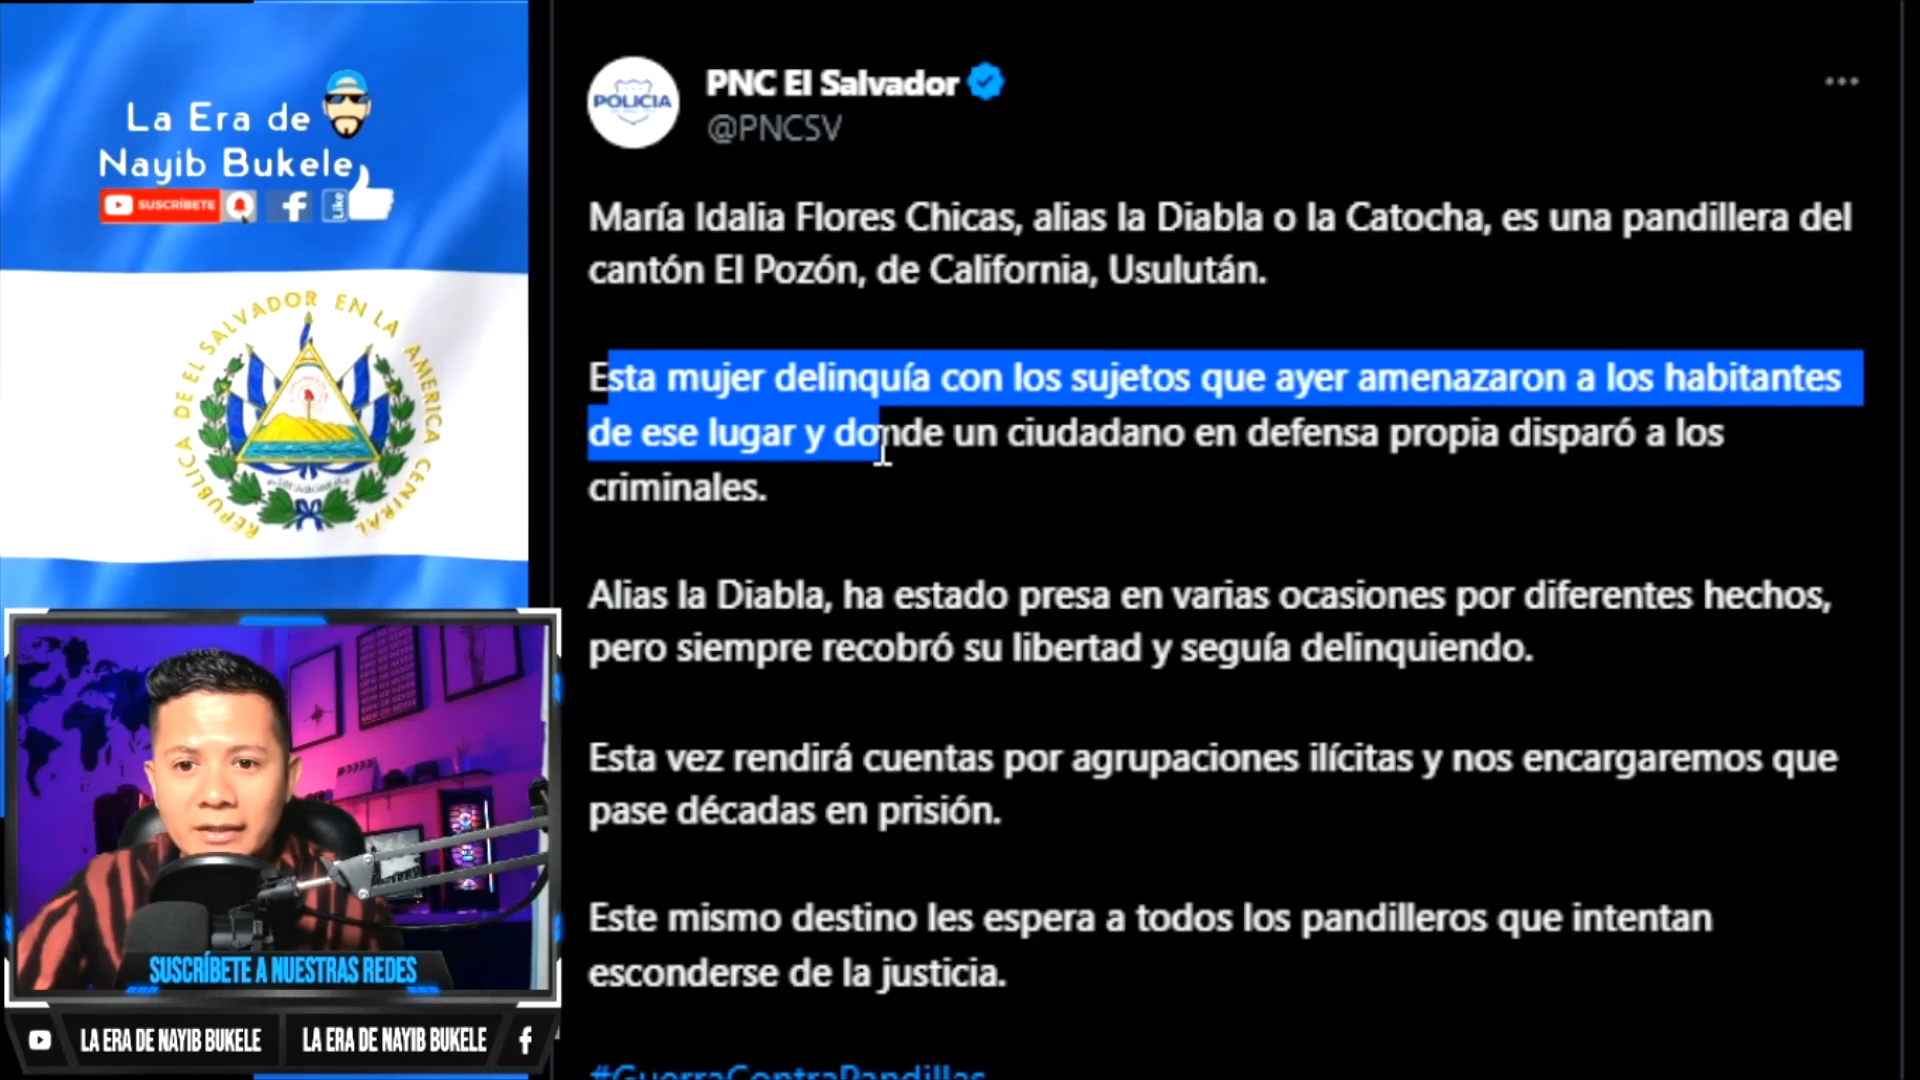 La Era de
Nayib Bukele
SUSCRÍBETE
Like
REPUBLICA DE EL SALVADOR EN LA AMERICA CENTRAL
SUSCRÍBETE A NUESTRAS REDES
LA ERA DE NAYIB BUKELE
LA ERA DE NAYIB BUKELE
POLICIA
PNC El Salvador
@PNCSV
María Idalia Flores Chicas, alias la Diabla o la Catocha, es una pandillera del
cantón El Pozón, de California, Usulután.
Esta mujer delinquía con los sujetos que ayer amenazaron a los habitantes
de ese lugar y donde un ciudadano en defensa propia disparó a los
criminales.
Alias la Diabla, ha estado presa en varias ocasiones por diferentes hechos,
pero siempre recobró su libertad y seguía delinquiendo.
Esta vez rendirá cuentas por agrupaciones ilícitas y nos encargaremos que
pase décadas en prisión.
Este mismo destino les espera a todos los pandilleros que intentan
esconderse de la justicia.
#GuerraContraPandillas